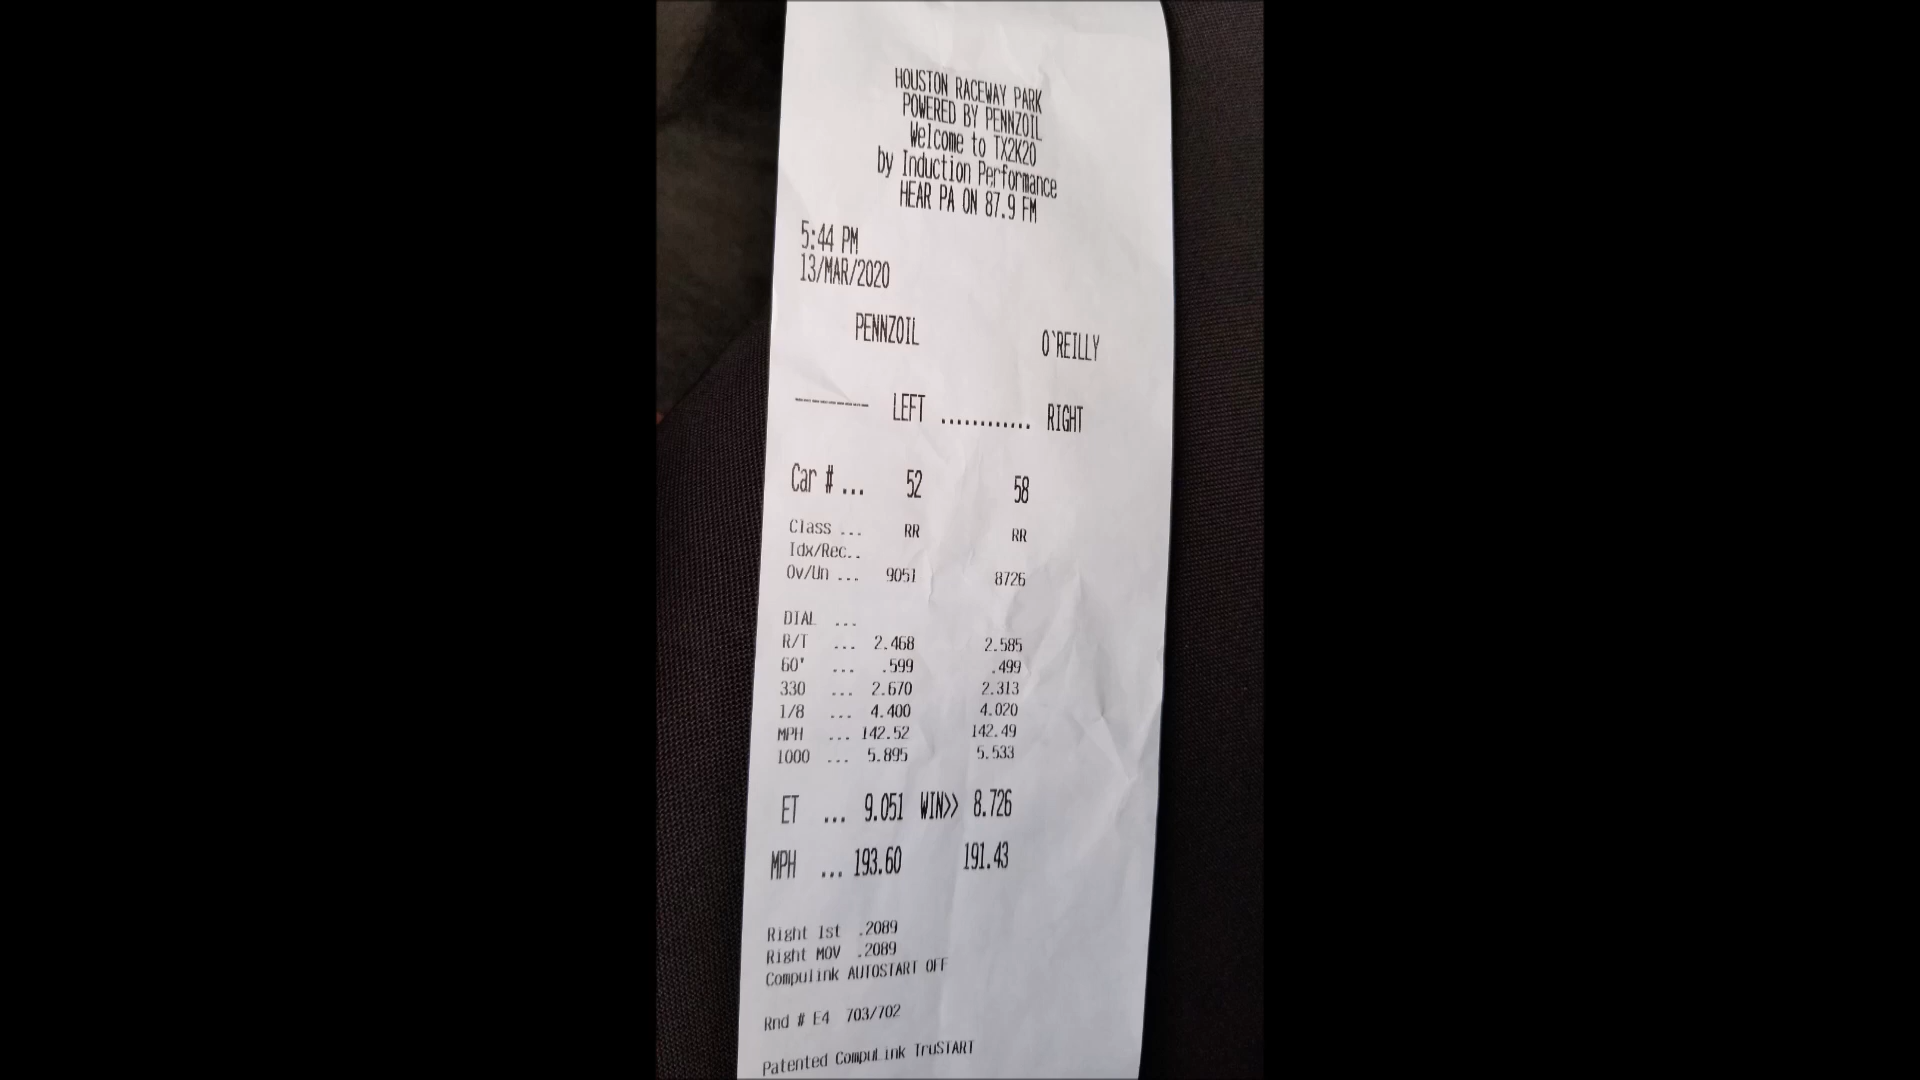 HOUSTON RACEWAY PARK
POWERED BY PENNZOIL
Welcome to TX2K20
by Induction Performance
HEAR PA ON 87.9 FM
5:44 PM
13/MAR/2020
PENNZOIL O`REILLY
-------- LEFT ............ RIGHT
Car # ... 52 58
Class ... RR RR
Idx/Rec..
Ov/Un ... 9051 8726
DIAL ...
R/T ... 2.468 2.585
60' ... .599 .499
330 ... 2.670 2.313
1/8 ... 4.400 4.020
MPH ... 142.52 142.49
1000 ... 5.895 5.533
ET ... 9.051 WIN>> 8.726
MPH ... 193.60 191.43
Right 1st .2089
Right MOV .2089
Compulink AUTOSTART OFF
Rnd # E4 703/702
Patented CompuLink TruSTART